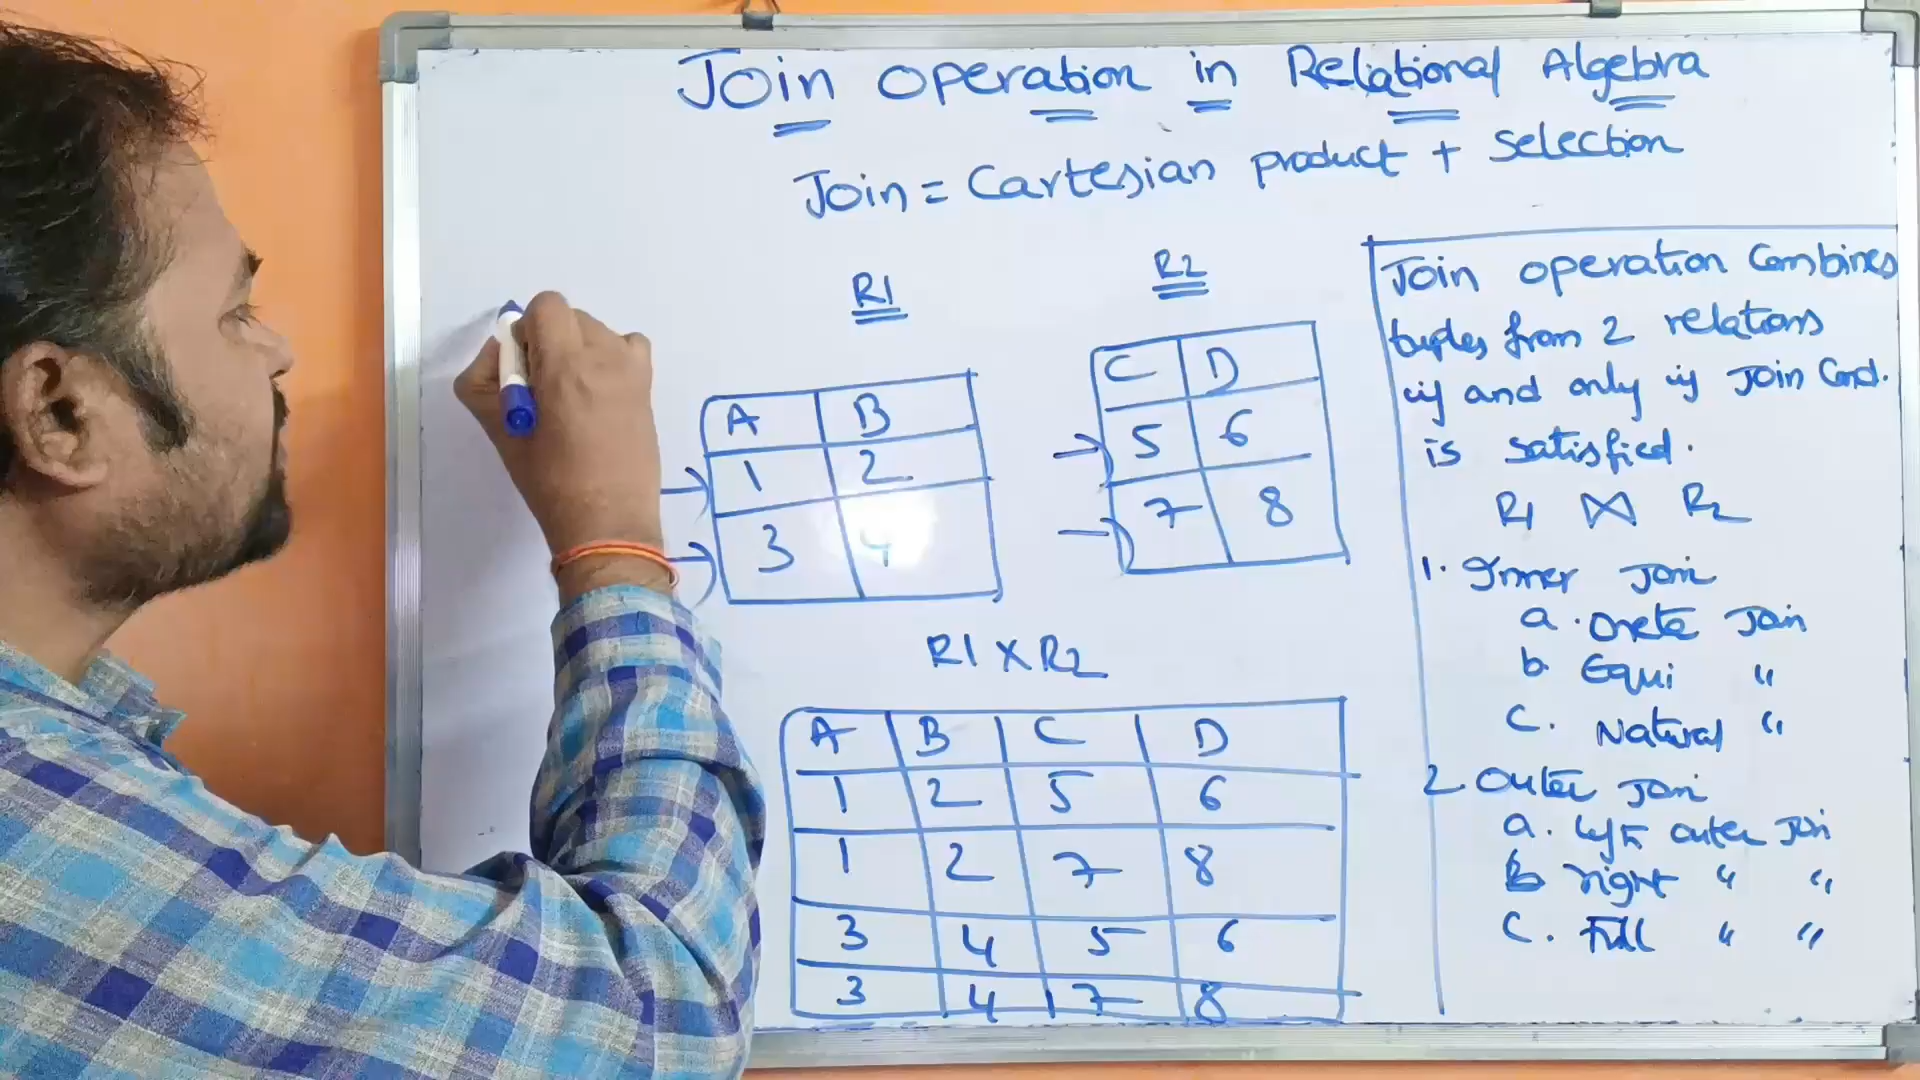 Join operation in Relational Algebra
Join = Cartesian product + selection
R1
A B
1 2
3 4
R2
C D
5 6
7 8
R1 X R2
A B C D
1 2 5 6
1 2 7 8
3 4 5 6
3 4 7 8
Join operation Combines
tuples from 2 relations
if and only if Join Cond.
is satisfied.
R1 ⋈ R2
1. Inner Join
a. Join
b Equi "
C. Natural "
2 Outer Join
a. left outer Join
b right " "
C. Full " "